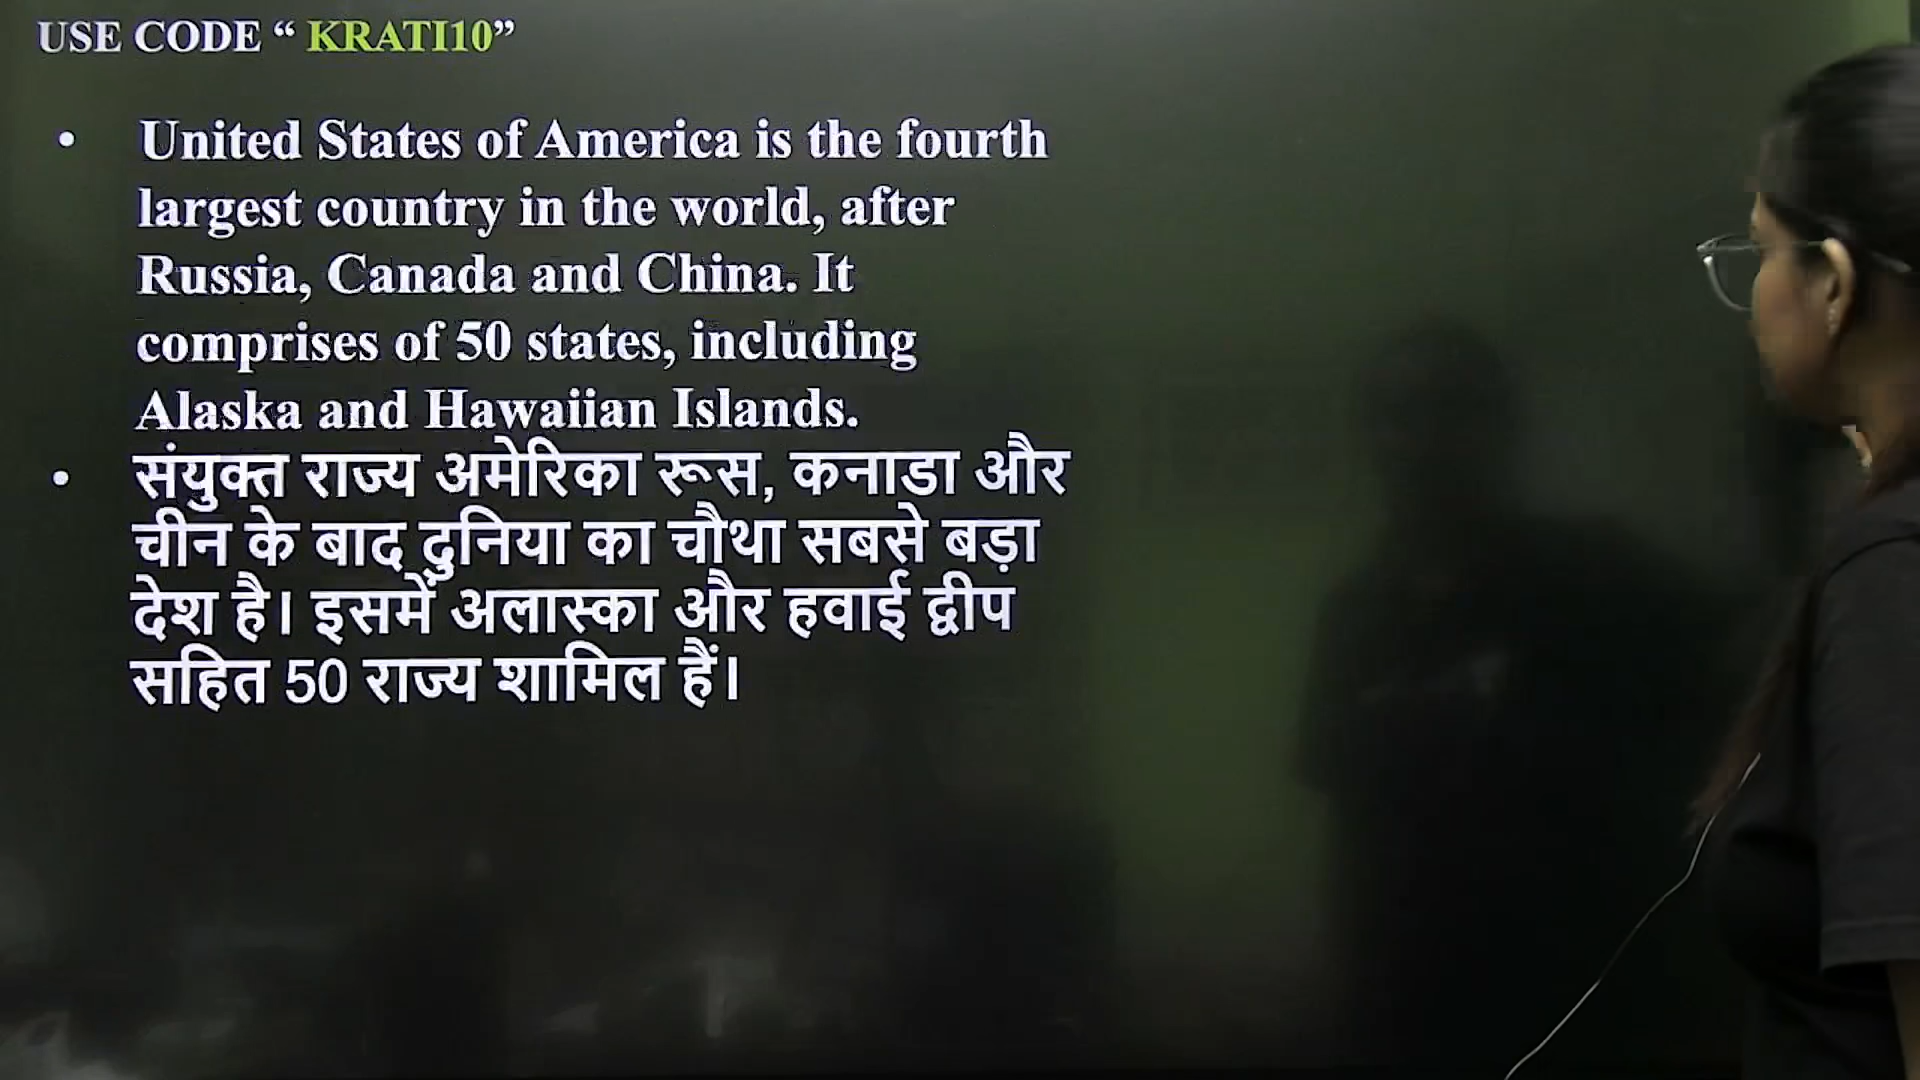 USE CODE “ KRATI10”
• United States of America is the fourth
largest country in the world, after
Russia, Canada and China. It
comprises of 50 states, including
Alaska and Hawaiian Islands.
• संयुक्त राज्य अमेरिका रूस, कनाडा और
चीन के बाद दुनिया का चौथा सबसे बड़ा
देश है। इसमें अलास्का और हवाई द्वीप
सहित 50 राज्य शामिल हैं।